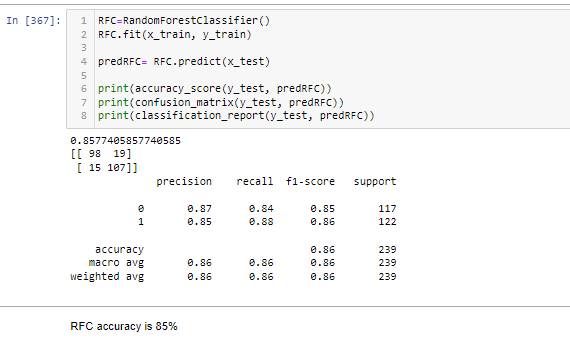 In [367]:
1 RFC=RandomForestClassifier()
2 RFC.fit(x_train, y_train)
3
4 predRFC= RFC.predict(x_test)
5
6 print(accuracy_score(y_test, predRFC))
7 print(confusion_matrix(y_test, predRFC))
8 print(classification_report(y_test, predRFC))
0.8577405857740585
[[ 98 19]
[ 15 107]]
precision recall f1-score support
0 0.87 0.84 0.85 117
1 0.85 0.88 0.86 122
accuracy 0.86 239
macro avg 0.86 0.86 0.86 239
weighted avg 0.86 0.86 0.86 239
RFC accuracy is 85%